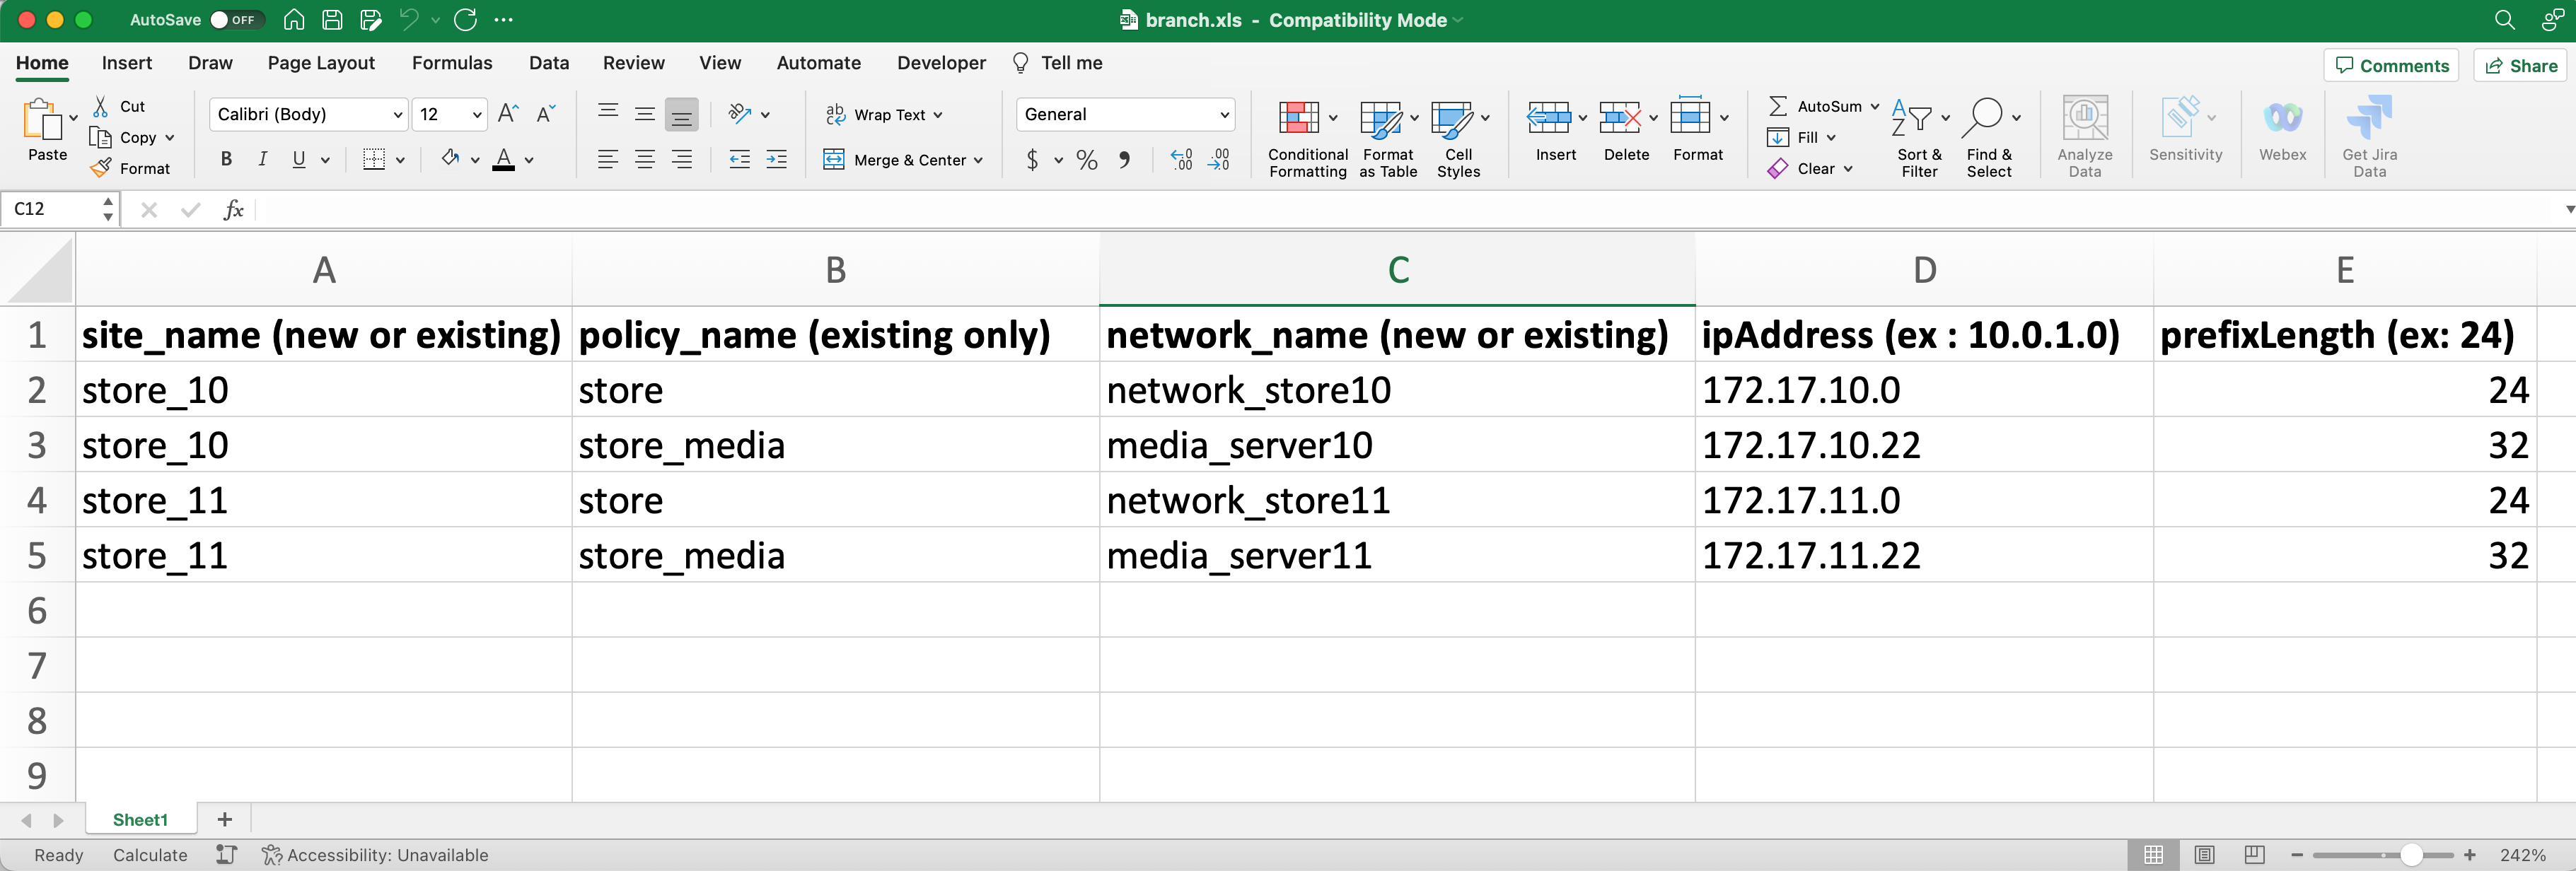 AutoSave OFF
branch.xls - Compatibility Mode
Home Insert Draw Page Layout Formulas Data Review View Automate Developer Tell me Comments Share
Paste Cut Copy Format
Calibri (Body) 12 A^ A˅
B I U A
ab c Wrap Text
Merge & Center
General
$ % , ←0 .00 .00 →0
Conditional Formatting
Format as Table
Cell Styles
Insert Delete Format
AutoSum Fill Clear
Sort & Filter
Find & Select
Analyze Data
Sensitivity
Webex
Get Jira Data
C12 fx
A B C D E
1 site_name (new or existing) policy_name (existing only) network_name (new or existing) ipAddress (ex : 10.0.1.0) prefixLength (ex: 24)
2 store_10 store network_store10 172.17.10.0 24
3 store_10 store_media media_server10 172.17.10.22 32
4 store_11 store network_store11 172.17.11.0 24
5 store_11 store_media media_server11 172.17.11.22 32
6
7
8
9
Sheet1 +
Ready Calculate Accessibility: Unavailable 242%